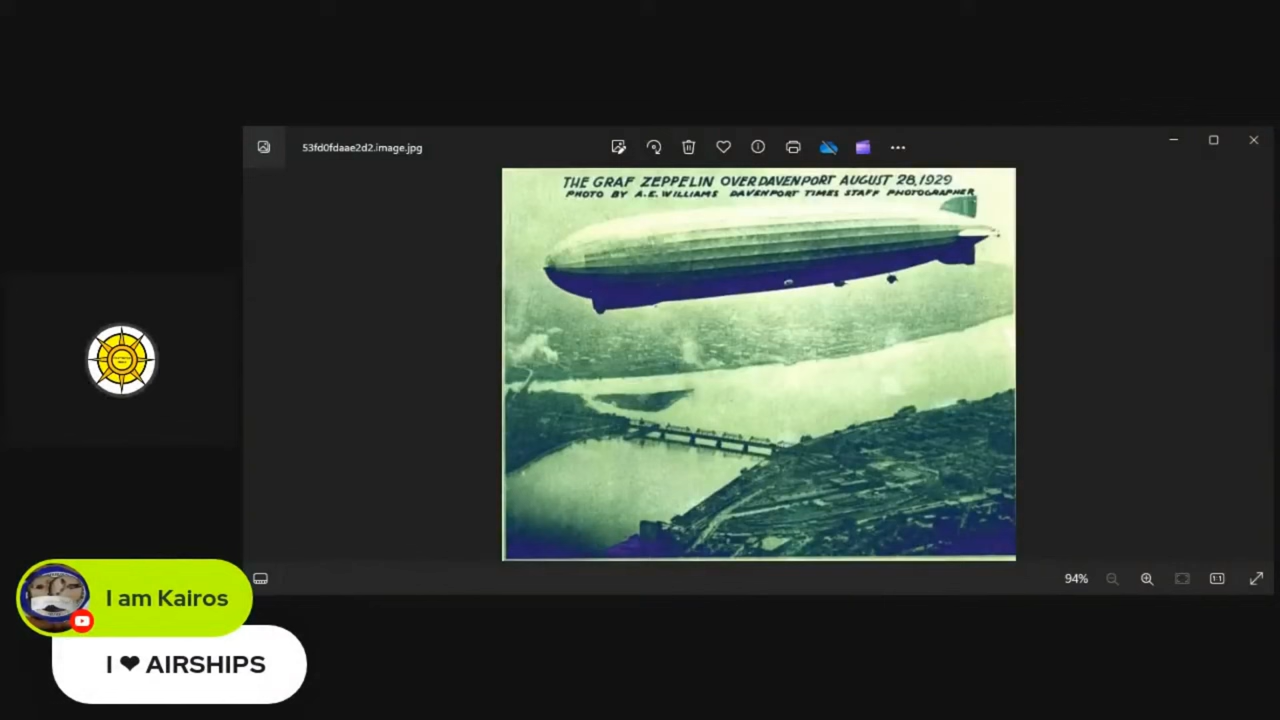 53fd0fdaae2d2.image.jpg
THE GRAF ZEPPELIN OVER DAVENPORT AUGUST 28, 1929
PHOTO BY A.E. WILLIAMS DAVENPORT TIMES STAFF PHOTOGRAPHER
94%
I am Kairos
I ❤ AIRSHIPS